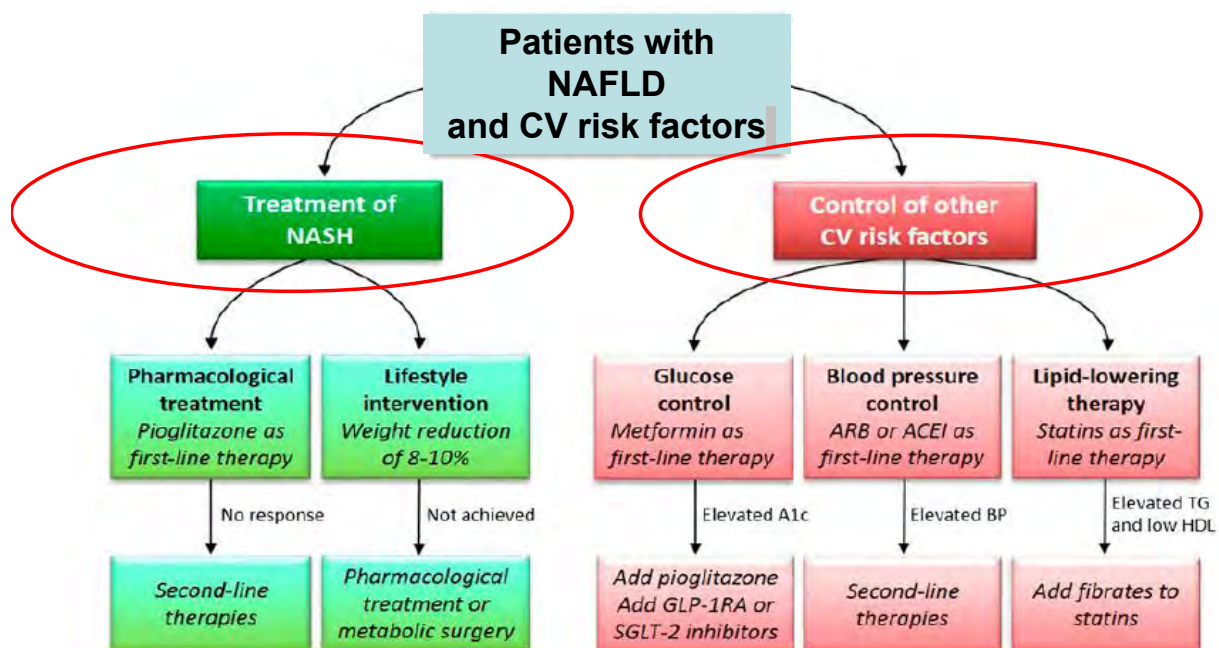 Patients with
NAFLD
and CV risk factors
Treatment of
NASH
Control of other
CV risk factors
Pharmacological
treatment
Pioglitazone as
first-line therapy
Lifestyle
intervention
Weight reduction
of 8-10%
Glucose
control
Metformin as
first-line therapy
Blood pressure
control
ARB or ACEI as
first-line therapy
Lipid-lowering
therapy
Statins as first-
line therapy
No response
Not achieved
Elevated A1c
Elevated BP
Elevated TG
and low HDL
Second-line
therapies
Pharmacological
treatment or
metabolic surgery
Add pioglitazone
Add GLP-1RA or
SGLT-2 inhibitors
Second-line
therapies
Add fibrates to
statins